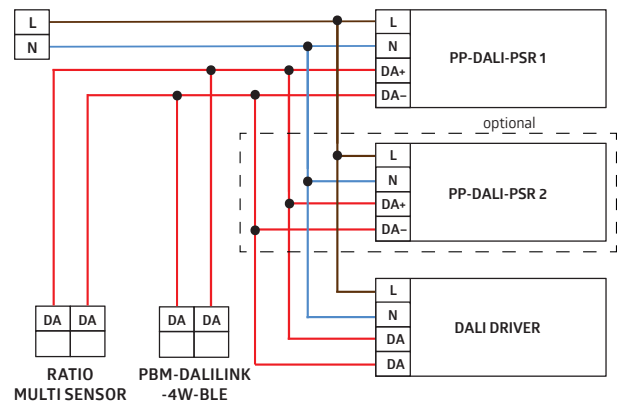 L
N
L
N
DA+
DA−
PP-DALI-PSR 1
optional
L
N
DA+
DA−
PP-DALI-PSR 2
L
N
DA
DA
DALI DRIVER
DA DA
DA DA
RATIO
MULTI SENSOR
PBM-DALILINK
-4W-BLE